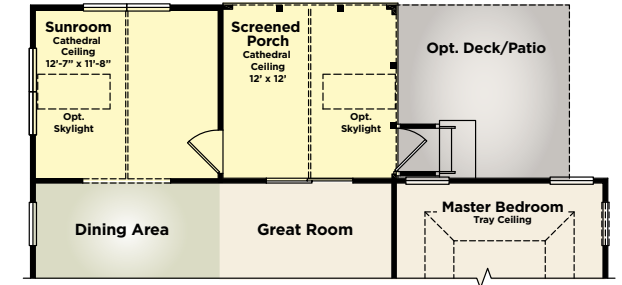 Sunroom
Cathedral
Ceiling
12'-7" x 11'-8"
Opt.
Skylight
Screened
Porch
Cathedral
Ceiling
12' x 12'
Opt.
Skylight
Opt. Deck/Patio
Dining Area
Great Room
Master Bedroom
Tray Ceiling